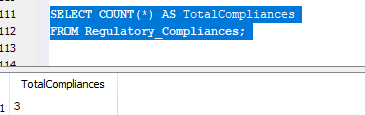 111 SELECT COUNT(*) AS TotalCompliances
112 FROM Regulatory_Compliances;
113
114
TotalCompliances
1 3